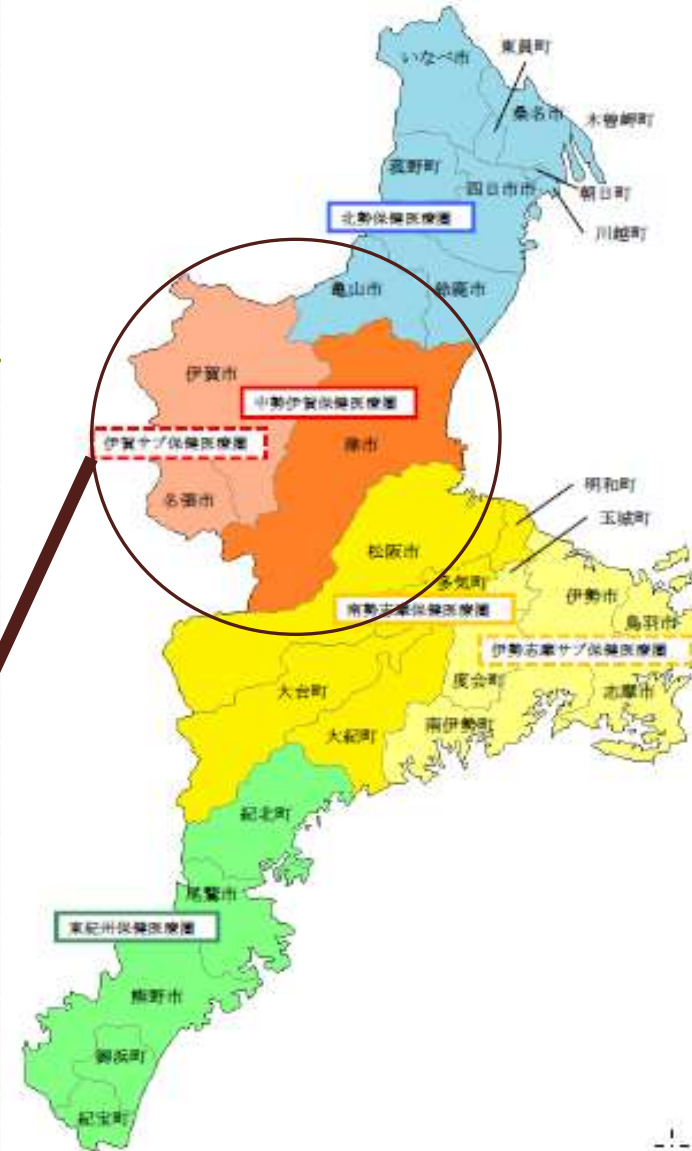 いなべ市
東員町
桑名市
木曽岬町
菰野町
四日市市
朝日町
川越町
北勢保健医療圏
亀山市
鈴鹿市
伊賀市
中勢伊賀保健医療圏
伊賀サブ保健医療圏
津市
名張市
明和町
玉城町
松阪市
多気町
伊勢市
鳥羽市
南勢志摩保健医療圏
伊勢志摩サブ保健医療圏
度会町
志摩市
大台町
南伊勢町
大紀町
紀北町
尾鷲市
東紀州保健医療圏
熊野市
御浜町
紀宝町